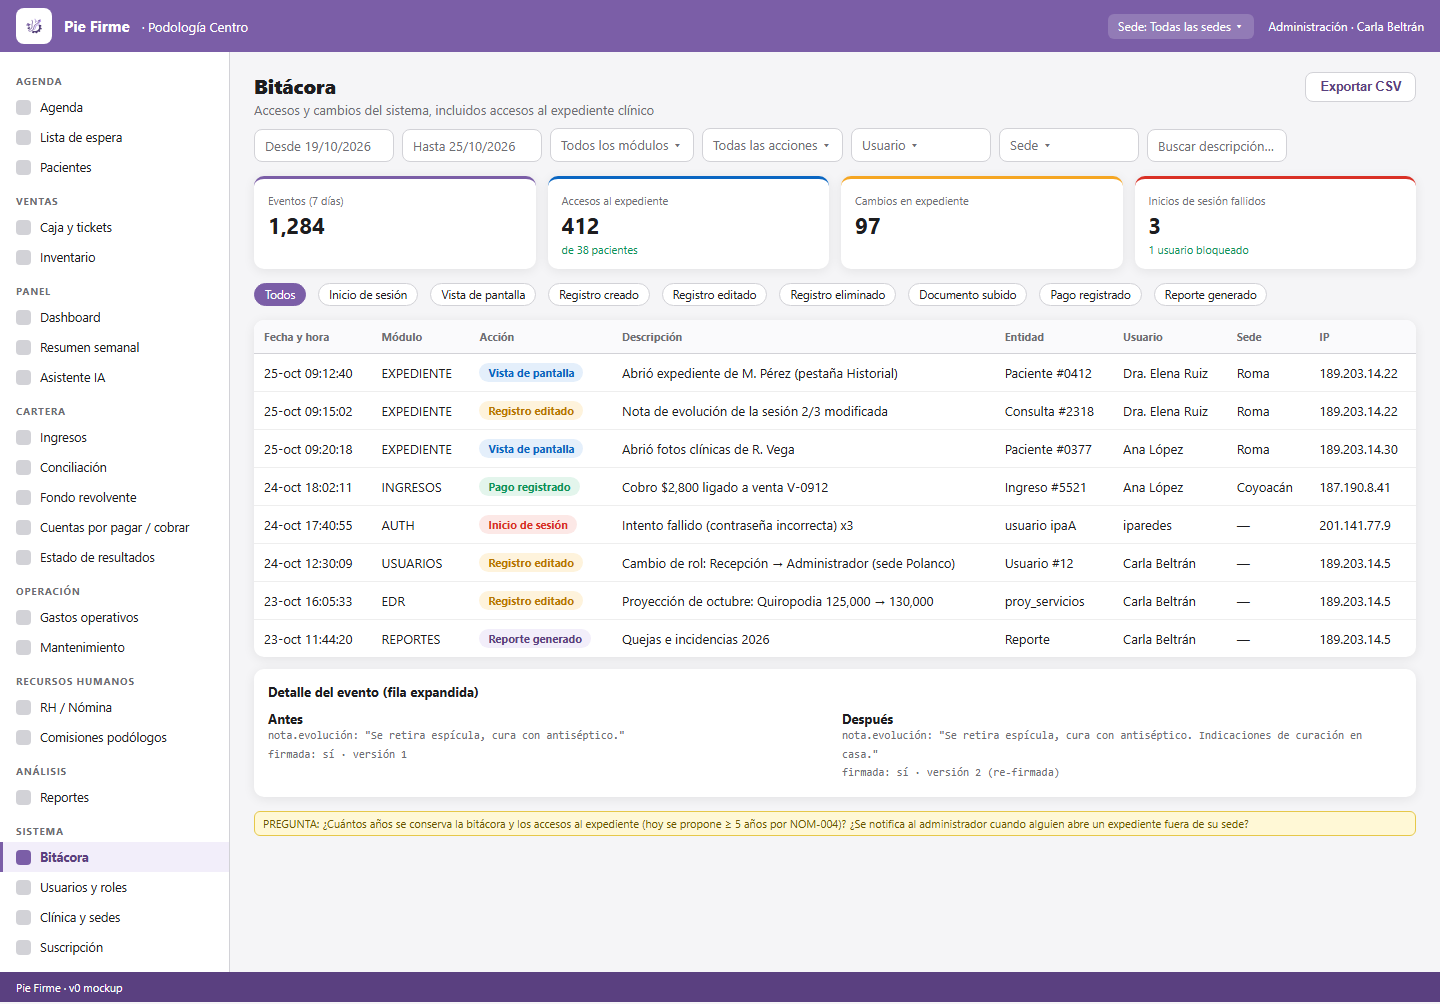 Pie Firme · Podología Centro
Sede: Todas las sedes
Administración · Carla Beltrán
AGENDA
Agenda
Lista de espera
Pacientes
VENTAS
Caja y tickets
Inventario
PANEL
Dashboard
Resumen semanal
Asistente IA
CARTERA
Ingresos
Conciliación
Fondo revolvente
Cuentas por pagar / cobrar
Estado de resultados
OPERACIÓN
Gastos operativos
Mantenimiento
RECURSOS HUMANOS
RH / Nómina
Comisiones podólogos
ANÁLISIS
Reportes
SISTEMA
Bitácora
Usuarios y roles
Clínica y sedes
Suscripción
Bitácora
Accesos y cambios del sistema, incluidos accesos al expediente clínico
Exportar CSV
Desde 19/10/2026
Hasta 25/10/2026
Todos los módulos
Todas las acciones
Usuario
Sede
Buscar descripción...
Eventos (7 días)
1,284
Accesos al expediente
412
de 38 pacientes
Cambios en expediente
97
Inicios de sesión fallidos
3
1 usuario bloqueado
Todos
Inicio de sesión
Vista de pantalla
Registro creado
Registro editado
Registro eliminado
Documento subido
Pago registrado
Reporte generado
Fecha y hora Módulo Acción Descripción Entidad Usuario Sede IP
25-oct 09:12:40 EXPEDIENTE Vista de pantalla Abrió expediente de M. Pérez (pestaña Historial) Paciente #0412 Dra. Elena Ruiz Roma 189.203.14.22
25-oct 09:15:02 EXPEDIENTE Registro editado Nota de evolución de la sesión 2/3 modificada Consulta #2318 Dra. Elena Ruiz Roma 189.203.14.22
25-oct 09:20:18 EXPEDIENTE Vista de pantalla Abrió fotos clínicas de R. Vega Paciente #0377 Ana López Roma 189.203.14.30
24-oct 18:02:11 INGRESOS Pago registrado Cobro $2,800 ligado a venta V-0912 Ingreso #5521 Ana López Coyoacán 187.190.8.41
24-oct 17:40:55 AUTH Inicio de sesión Intento fallido (contraseña incorrecta) x3 usuario ipaA iparedes — 201.141.77.9
24-oct 12:30:09 USUARIOS Registro editado Cambio de rol: Recepción → Administrador (sede Polanco) Usuario #12 Carla Beltrán — 189.203.14.5
23-oct 16:05:33 EDR Registro editado Proyección de octubre: Quiropodia 125,000 → 130,000 proy_servicios Carla Beltrán — 189.203.14.5
23-oct 11:44:20 REPORTES Reporte generado Quejas e incidencias 2026 Reporte Carla Beltrán — 189.203.14.5
Detalle del evento (fila expandida)
Antes
nota.evolución: "Se retira espícula, cura con antiséptico."
firmada: sí · versión 1
Después
nota.evolución: "Se retira espícula, cura con antiséptico. Indicaciones de curación en
casa."
firmada: sí · versión 2 (re-firmada)
PREGUNTA: ¿Cuántos años se conserva la bitácora y los accesos al expediente (hoy se propone ≥ 5 años por NOM-004)? ¿Se notifica al administrador cuando alguien abre un expediente fuera de su sede?
Pie Firme · v0 mockup